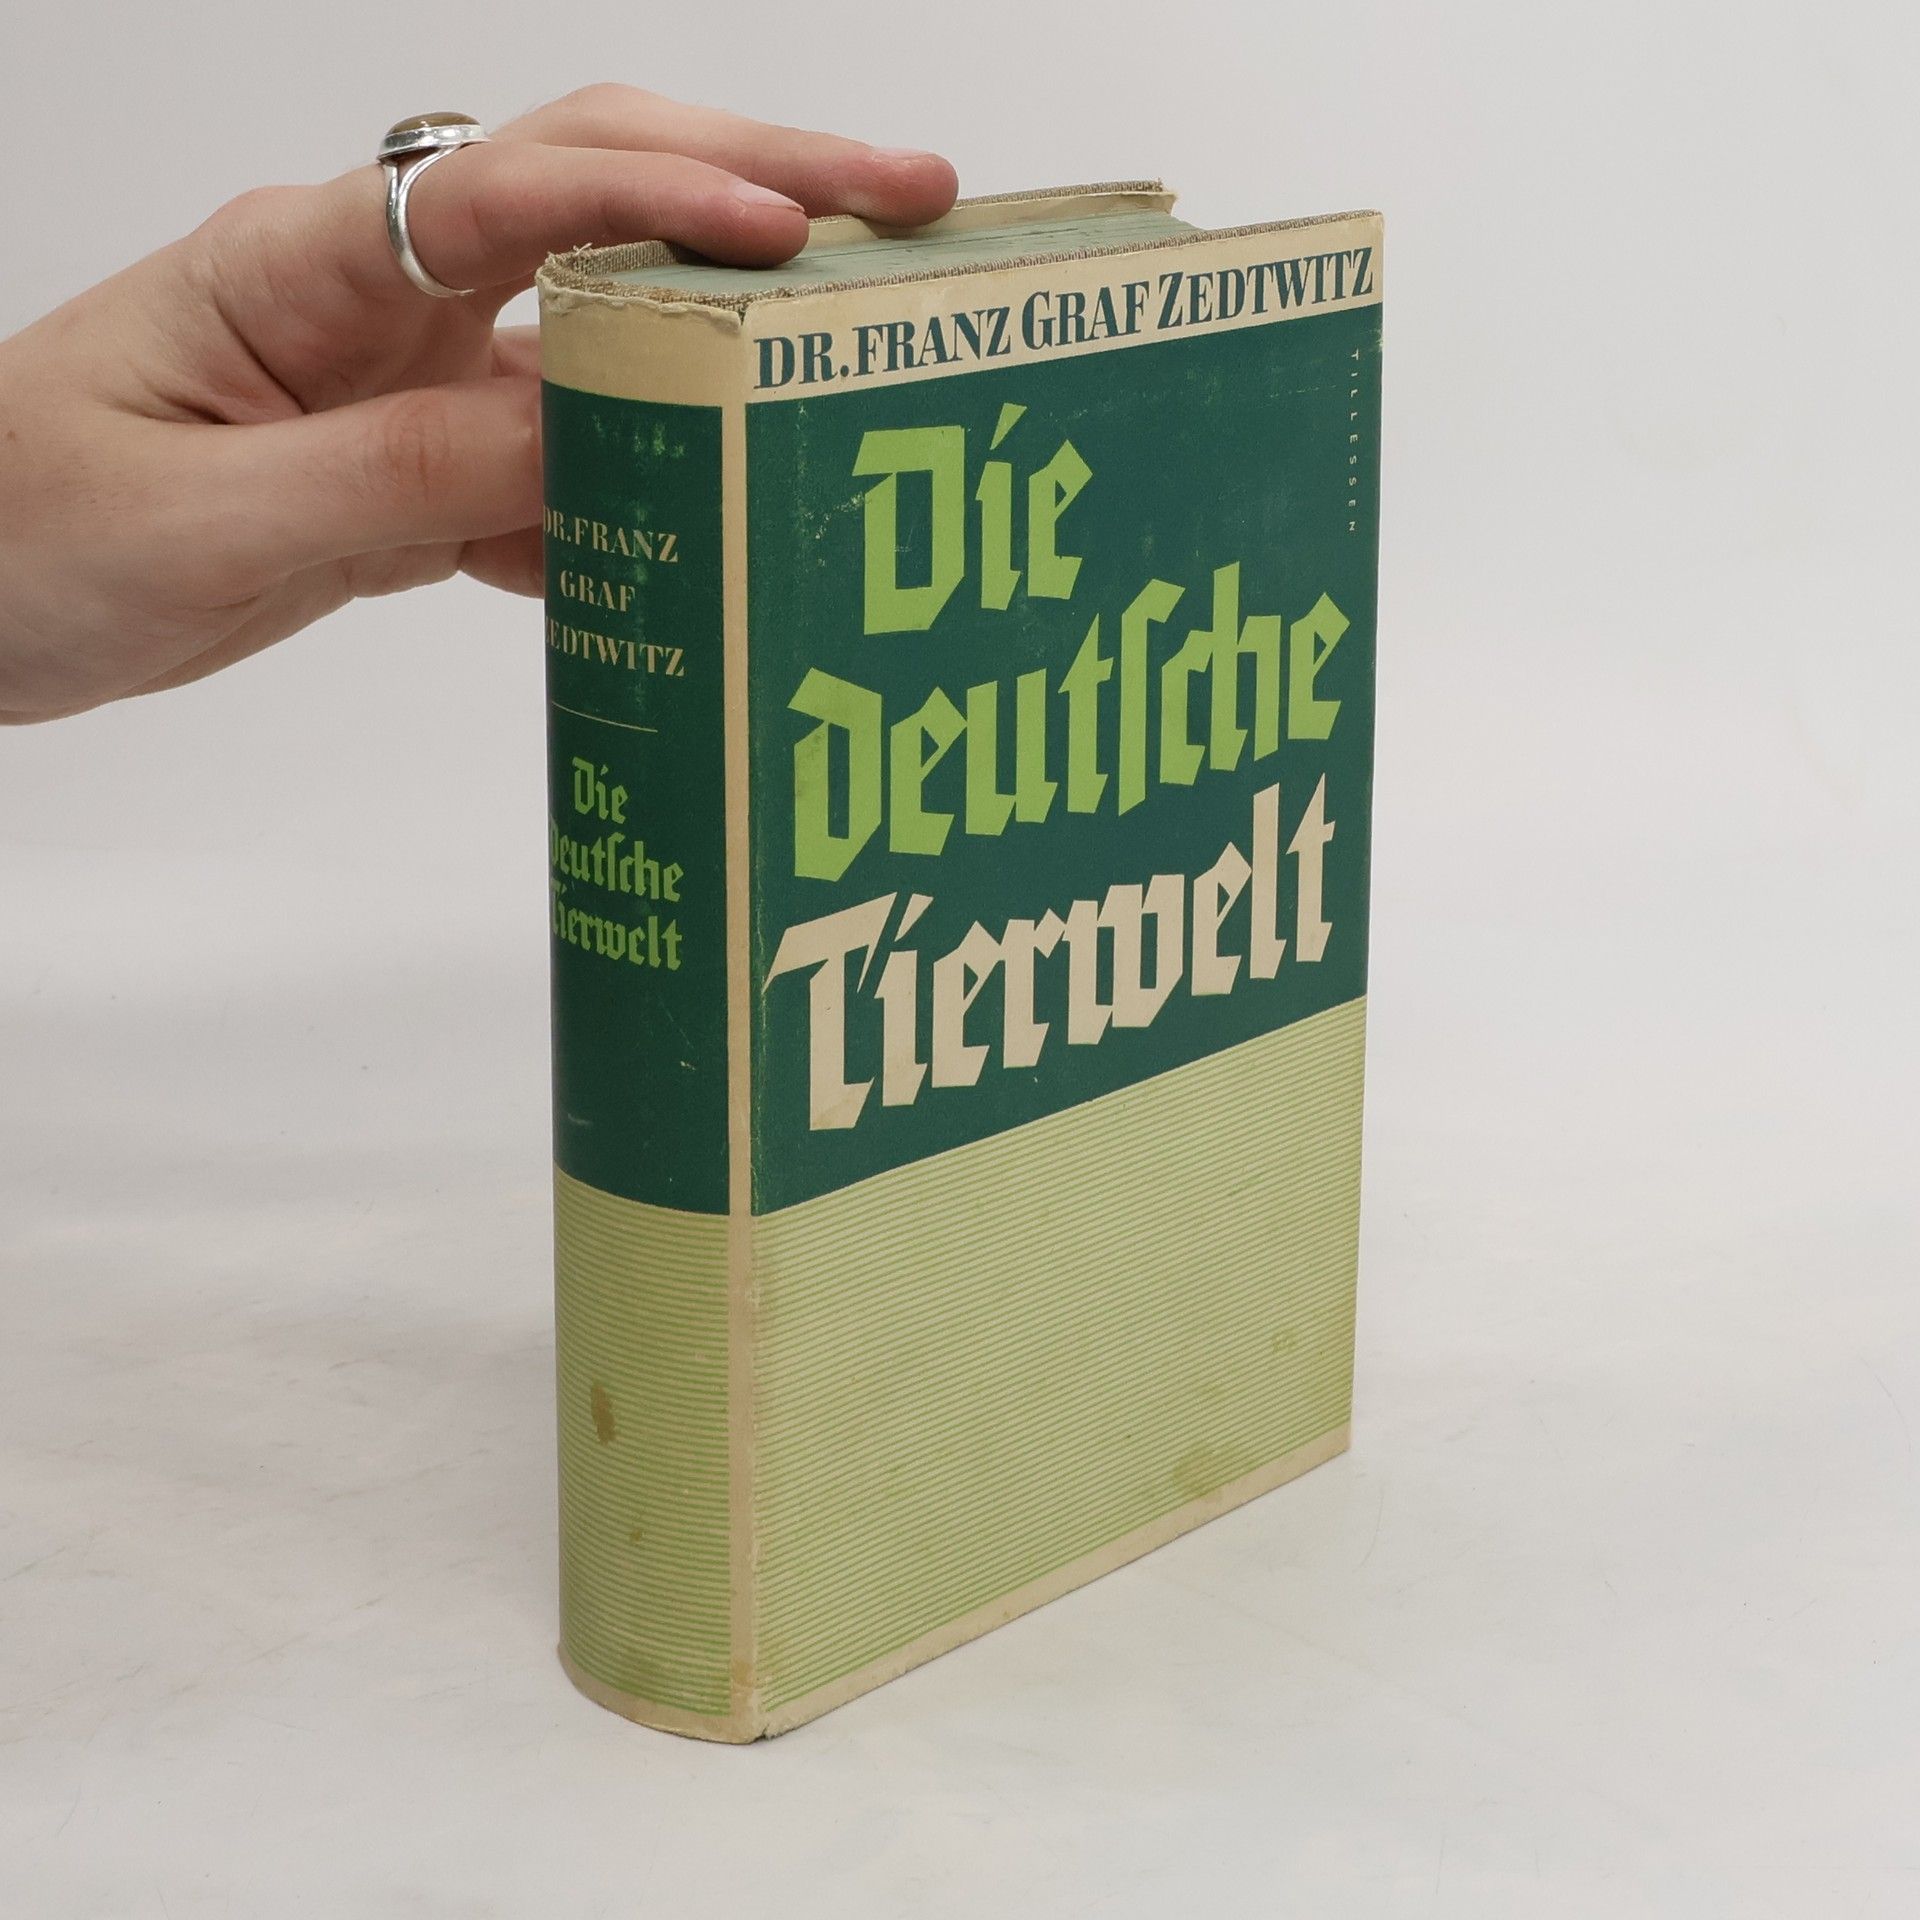 DR. FRANZ GRAF ZEDTWITZ
TILLESSEN
Die
deutſche
Tierwelt
DR. FRANZ
GRAF
ZEDTWITZ
Die
deutſche
Tierwelt